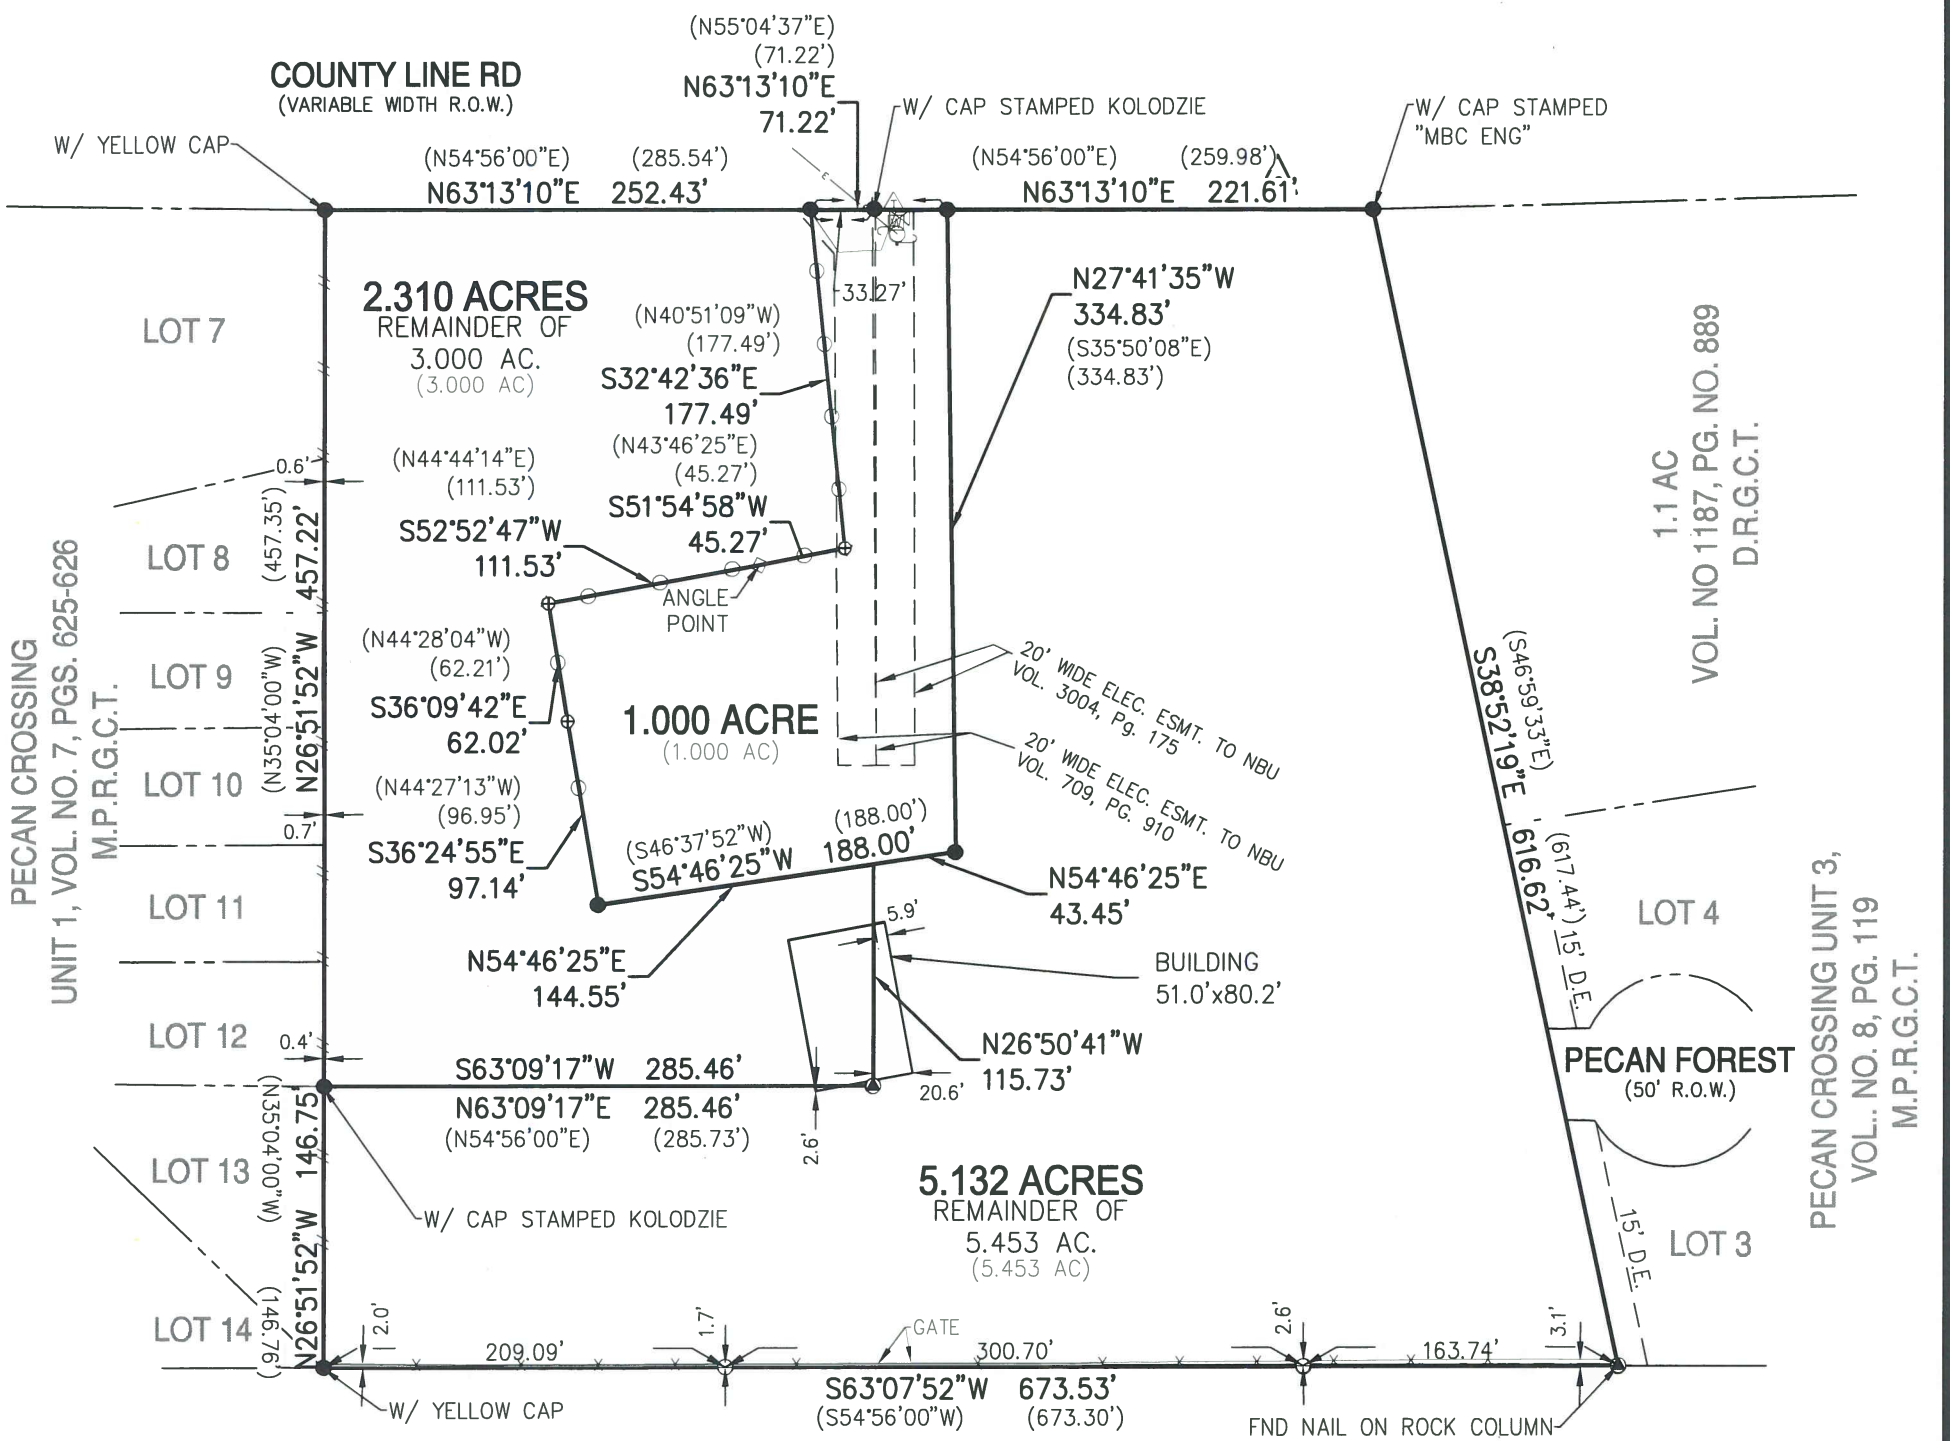 (N55°04'37"E)
(71.22')
N63°13'10"E
71.22'
COUNTY LINE RD
(VARIABLE WIDTH R.O.W.)
W/ CAP STAMPED KOLODZIE
W/ CAP STAMPED
"MBC ENG"
W/ YELLOW CAP
(N54°56'00"E) (285.54')
N63°13'10"E 252.43'
(N54°56'00"E) (259.98')
N63°13'10"E 221.61'
E
33.27'
2.310 ACRES
REMAINDER OF
3.000 AC.
(3.000 AC)
(N40°51'09"W)
(177.49')
S32°42'36"E
177.49'
N27°41'35"W
334.83'
(S35°50'08"E)
(334.83')
(N43°46'25"E)
(45.27')
S51°54'58"W
45.27'
(N44°44'14"E)
(111.53')
S52°52'47"W
111.53'
ANGLE
POINT
LOT 7
0.6'
LOT 8
LOT 9
LOT 10
0.7'
LOT 11
LOT 12
0.4'
LOT 13
LOT 14
PECAN CROSSING
UNIT 1, VOL. NO. 7, PGS. 625-626
M.P.R.G.C.T.
(N35°04'00"W) (457.35')
N26°51'52"W 457.22'
(N44°28'04"W)
(62.21')
S36°09'42"E
62.02'
(N44°27'13"W)
(96.95')
S36°24'55"E
97.14'
1.000 ACRE
(1.000 AC)
20' WIDE ELEC. ESMT. TO NBU
VOL. 3004, Pg. 175
20' WIDE ELEC. ESMT. TO NBU
VOL. 709, PG. 910
(S46°37'52"W) (188.00')
S54°46'25"W 188.00'
N54°46'25"E
43.45'
N54°46'25"E
144.55'
5.9'
BUILDING
51.0'x80.2'
N26°50'41"W
115.73'
20.6'
2.6'
S63°09'17"W 285.46'
N63°09'17"E 285.46'
(N54°56'00"E) (285.73')
W/ CAP STAMPED KOLODZIE
(N35°04'00"W) (146.76')
N26°51'52"W 146.75'
5.132 ACRES
REMAINDER OF
5.453 AC.
(5.453 AC)
1.1 AC
VOL. NO 1187, PG. NO. 889
D.R.G.C.T.
(S46°59'33"E) (617.44')
S38°52'19"E 616.62'
15' D.E.
LOT 4
PECAN FOREST
(50' R.O.W.)
LOT 3
15' D.E.
PECAN CROSSING UNIT 3,
VOL. NO. 8, PG. 119
M.P.R.G.C.T.
2.0'
1.7'
GATE
2.6'
3.1'
209.09'
300.70'
163.74'
S63°07'52"W 673.53'
(S54°56'00"W) (673.30')
W/ YELLOW CAP
FND NAIL ON ROCK COLUMN